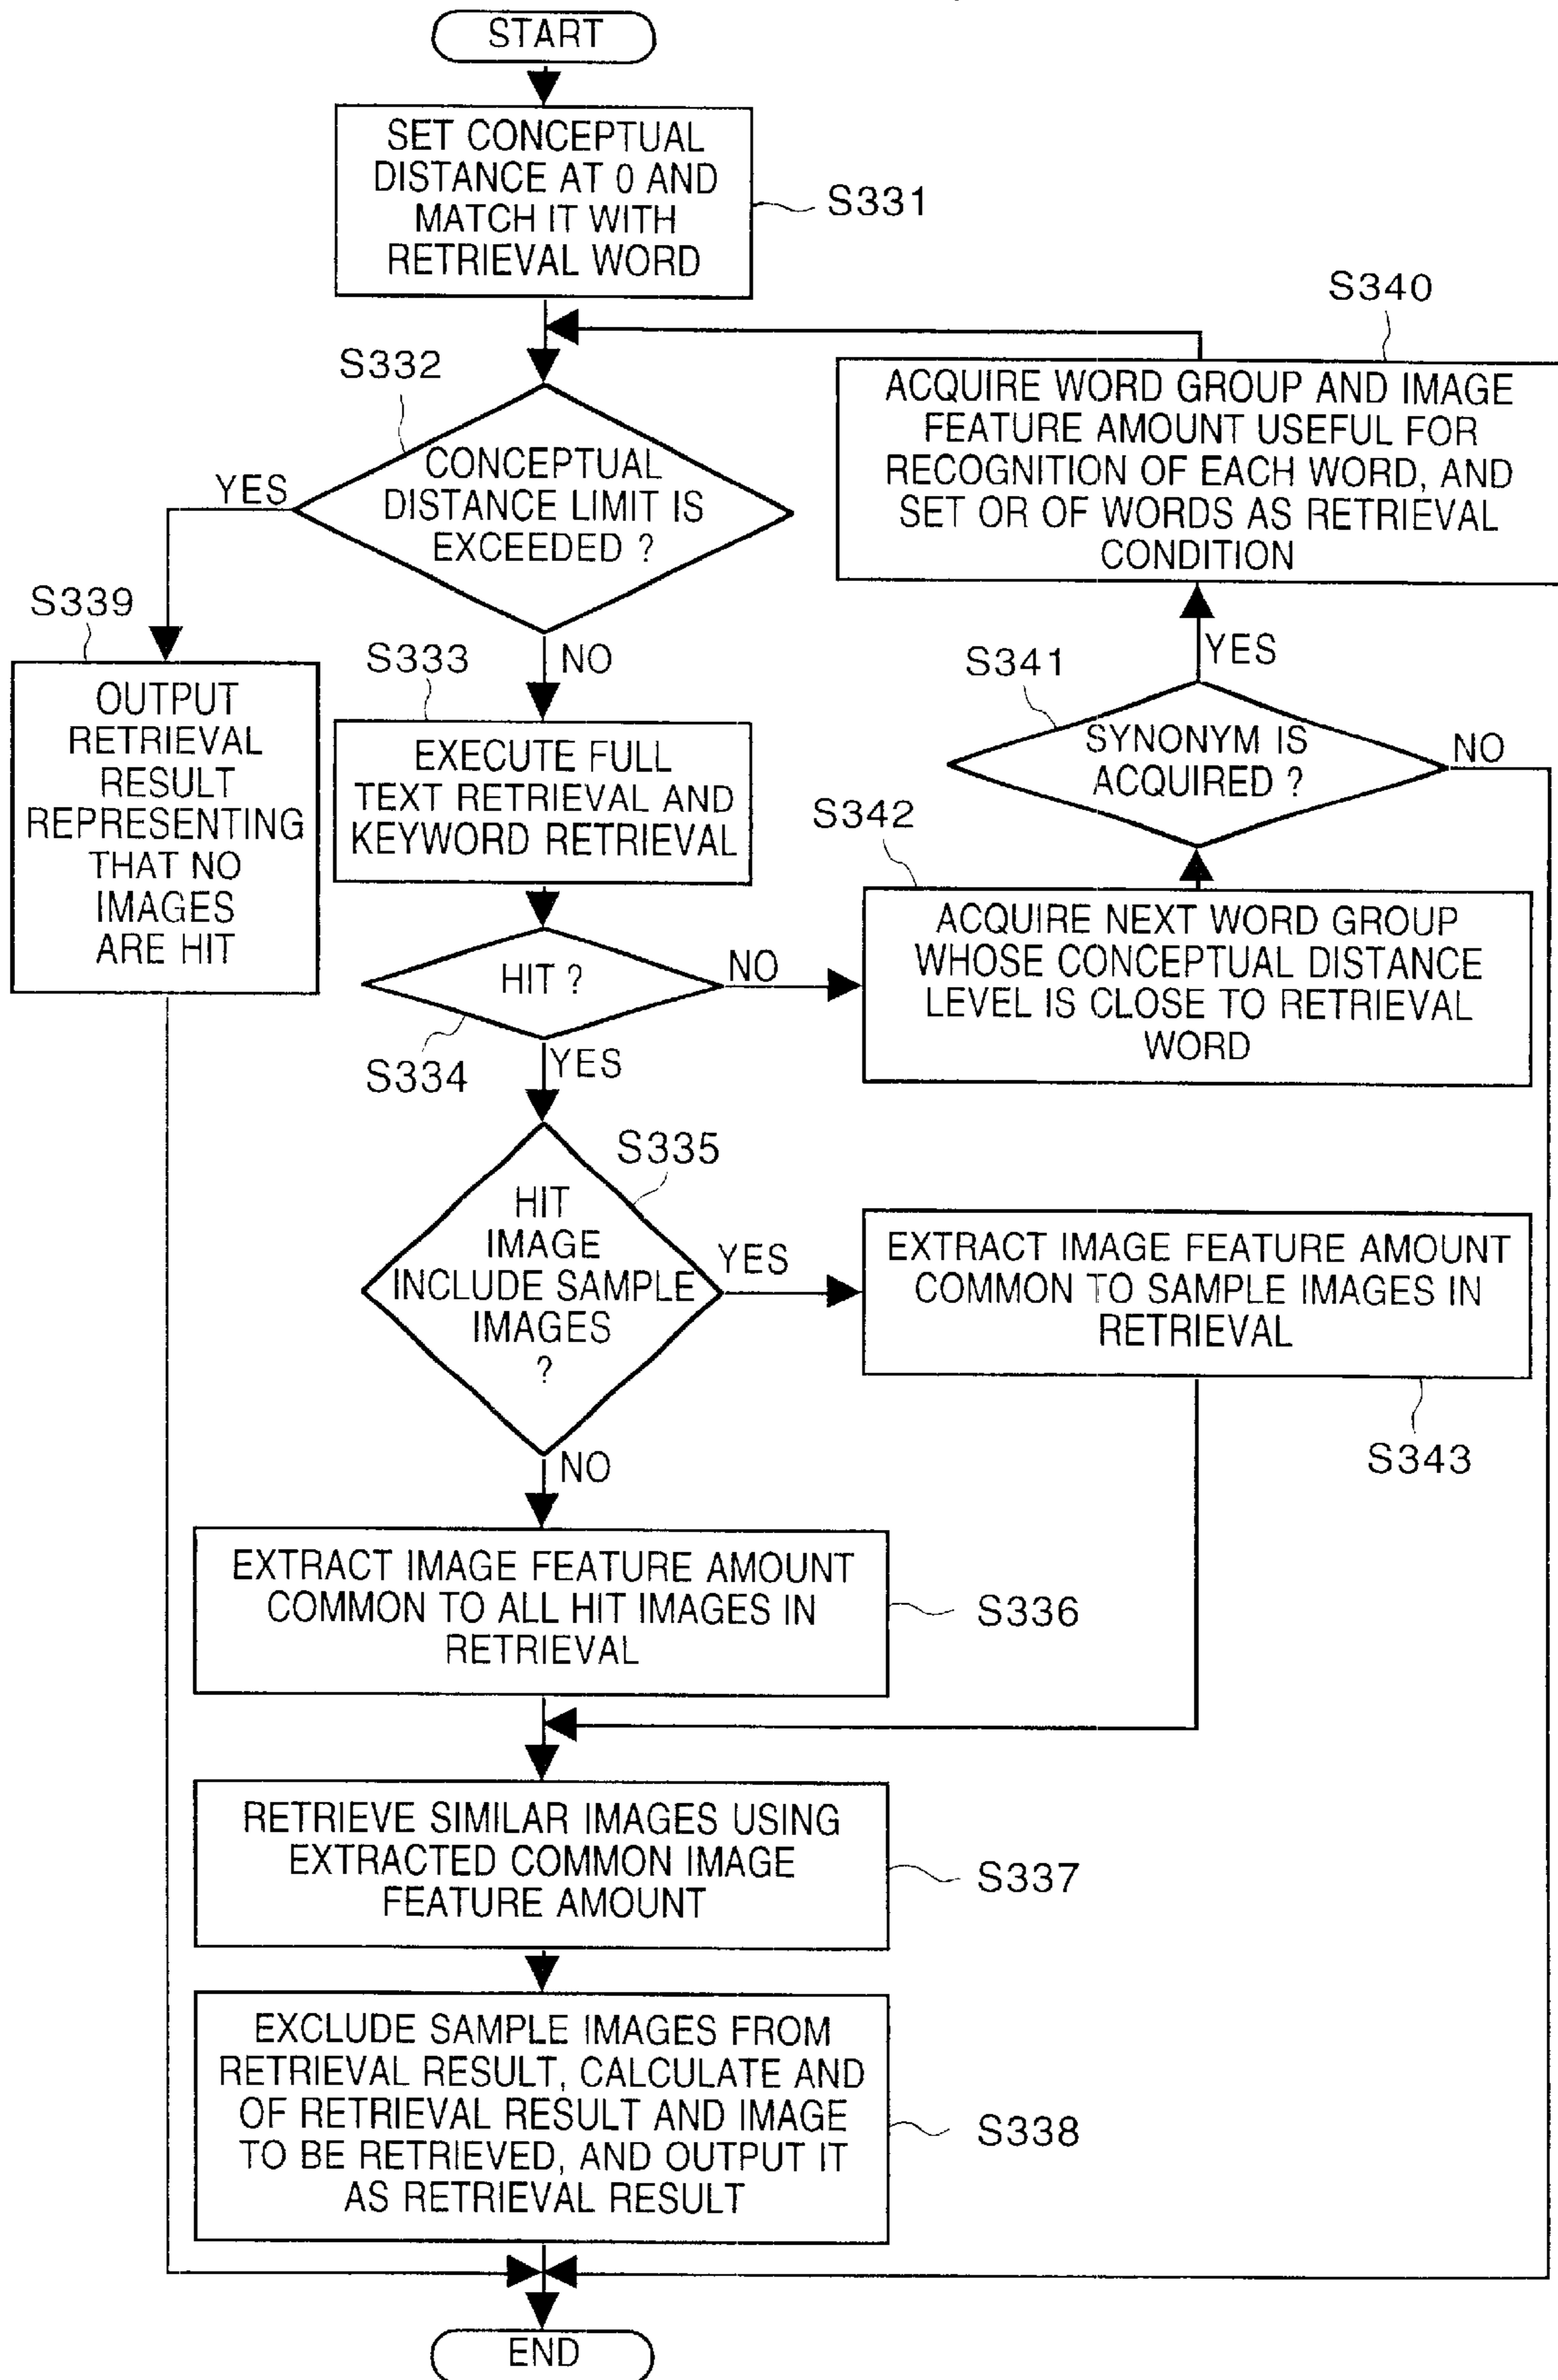 START
SET CONCEPTUAL
DISTANCE AT 0 AND
MATCH IT WITH
RETRIEVAL WORD
S331
S340
ACQUIRE WORD GROUP AND IMAGE
FEATURE AMOUNT USEFUL FOR
RECOGNITION OF EACH WORD, AND
SET OR OF WORDS AS RETRIEVAL
CONDITION
S332
CONCEPTUAL
DISTANCE LIMIT IS
EXCEEDED ?
YES
NO
S339
OUTPUT
RETRIEVAL
RESULT
REPRESENTING
THAT NO
IMAGES
ARE HIT
S333
EXECUTE FULL
TEXT RETRIEVAL AND
KEYWORD RETRIEVAL
YES
S341
SYNONYM IS
ACQUIRED ?
NO
S342
ACQUIRE NEXT WORD GROUP
WHOSE CONCEPTUAL DISTANCE
LEVEL IS CLOSE TO RETRIEVAL
WORD
HIT ?
NO
S334
YES
S335
HIT
IMAGE
INCLUDE SAMPLE
IMAGES
?
YES
EXTRACT IMAGE FEATURE AMOUNT
COMMON TO SAMPLE IMAGES IN
RETRIEVAL
S343
NO
EXTRACT IMAGE FEATURE AMOUNT
COMMON TO ALL HIT IMAGES IN
RETRIEVAL
S336
RETRIEVE SIMILAR IMAGES USING
EXTRACTED COMMON IMAGE
FEATURE AMOUNT
S337
EXCLUDE SAMPLE IMAGES FROM
RETRIEVAL RESULT, CALCULATE AND
OF RETRIEVAL RESULT AND IMAGE
TO BE RETRIEVED, AND OUTPUT IT
AS RETRIEVAL RESULT
S338
END